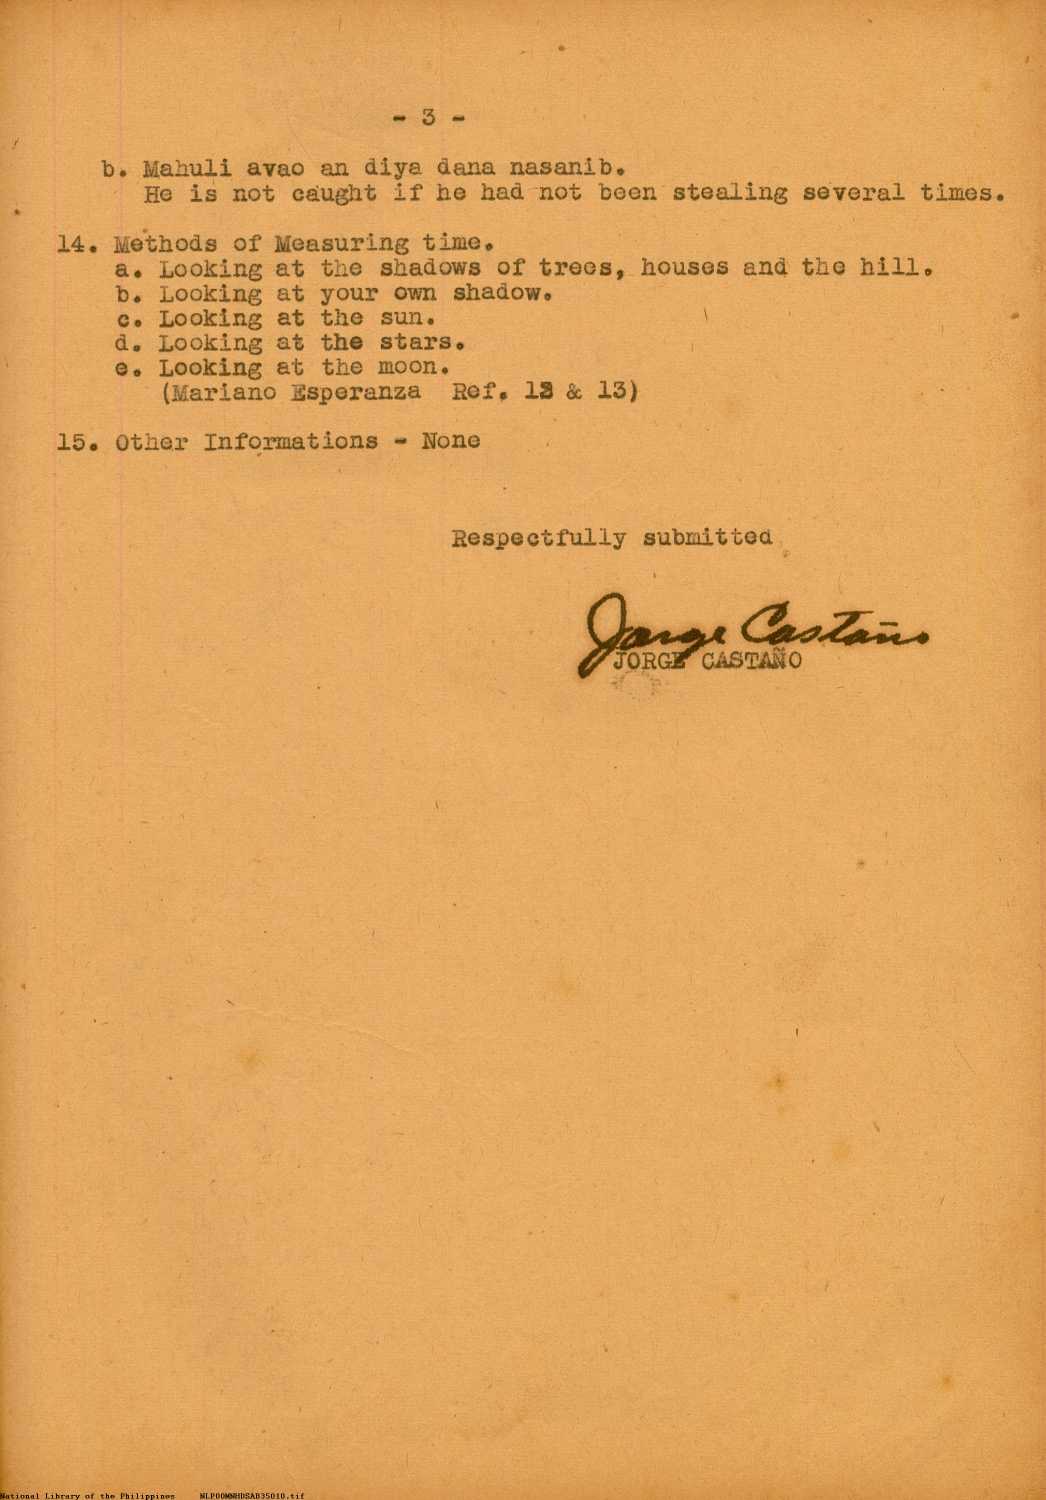 - 3 -
b. Mahuli avao an diya dana nasanib.
He is not caught if he had not been stealing several times.
14. Methods of Measuring time.
a. Looking at the shadows of trees, houses and the hill.
b. Looking at your own shadow.
c. Looking at the sun.
d. Looking at the stars.
e. Looking at the moon.
(Mariano Esperanza Ref. 12 & 13)
15. Other Informations - None
Respectfully submitted
Jorge Castaño
JORGE CASTAÑO
National Library of the Philippines NLPOOMNHDSAB35010.tif